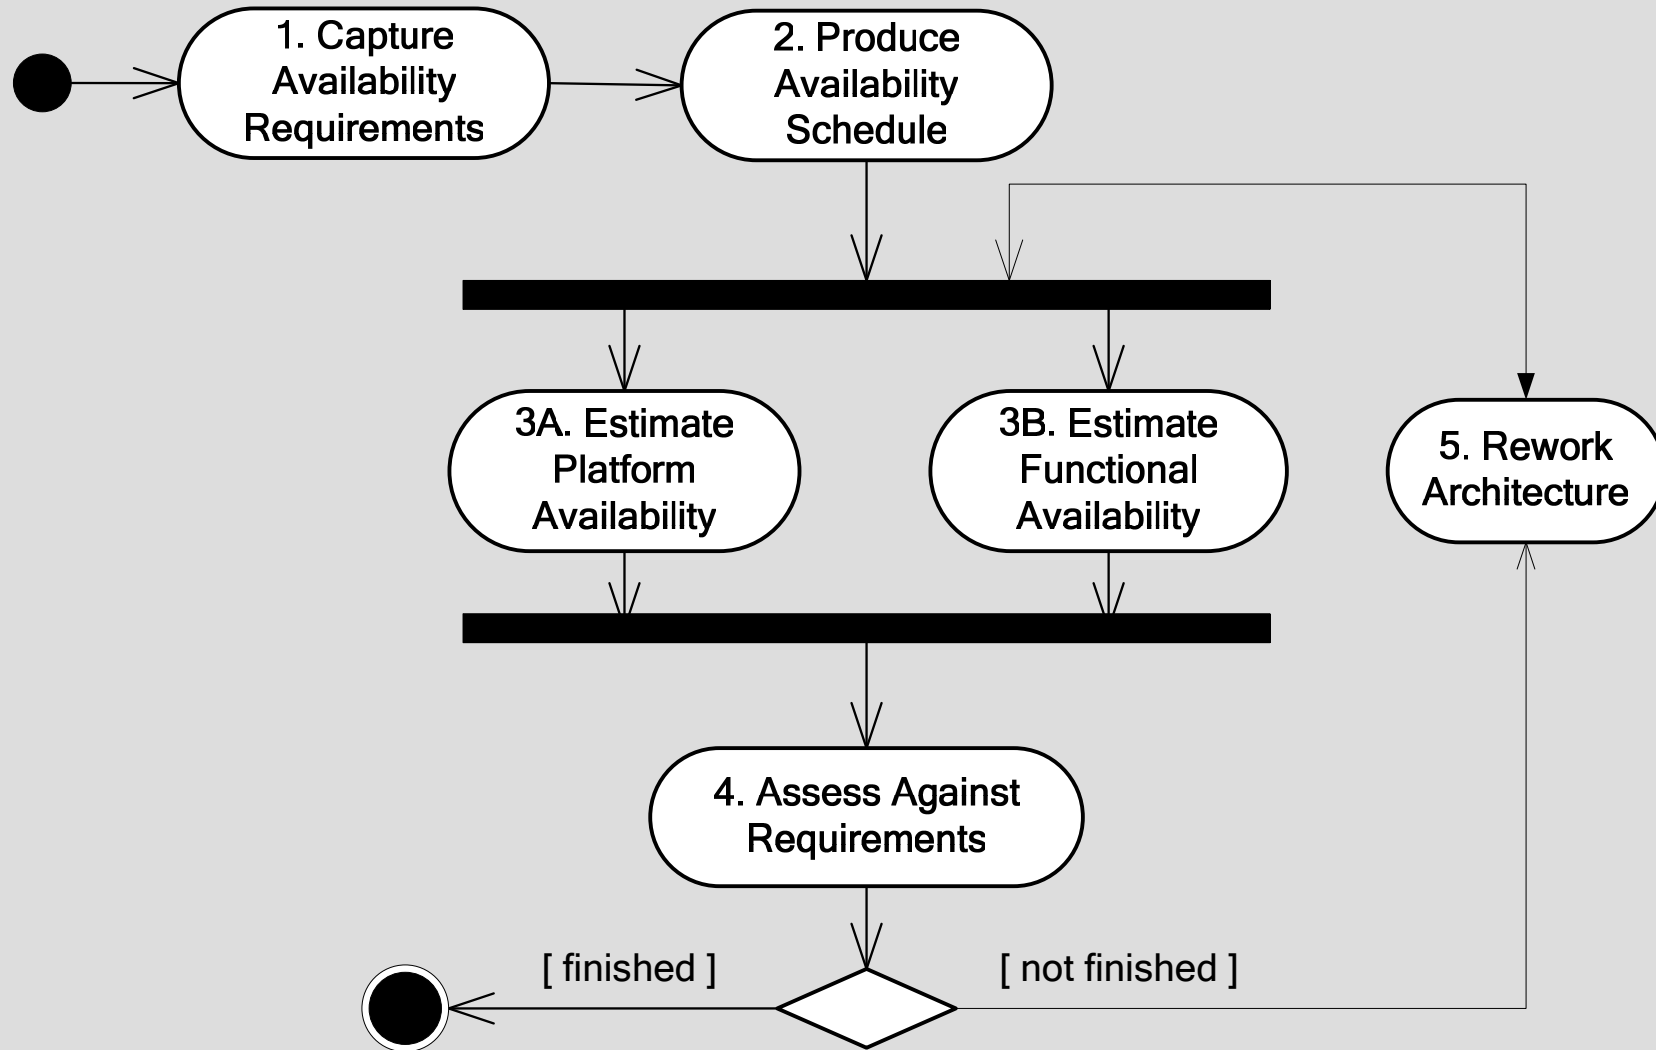 1. Capture
Availability
Requirements
2. Produce
Availability
Schedule
3A. Estimate
Platform
Availability
3B. Estimate
Functional
Availability
5. Rework
Architecture
4. Assess Against
Requirements
[ finished ]
[ not finished ]